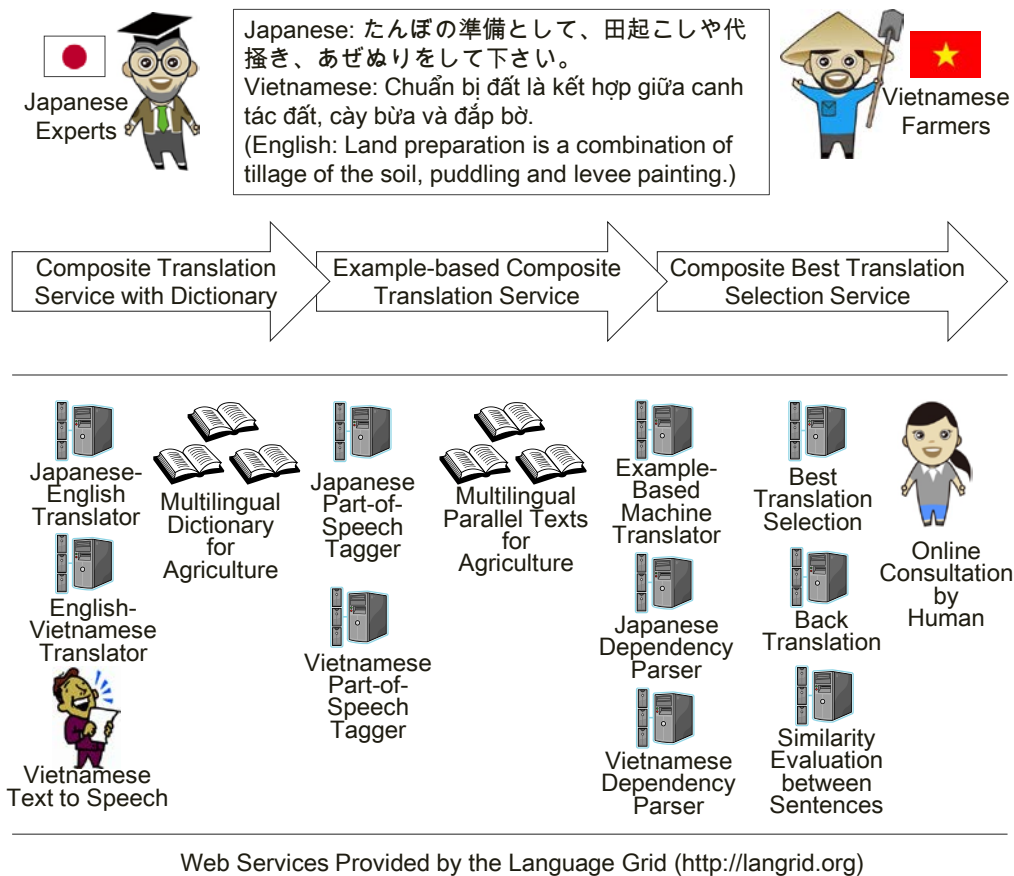 Japanese
Experts
Japanese: たんぼの準備として、田起こしや代
掻き、あぜぬりをして下さい。
Vietnamese: Chuẩn bị đất là kết hợp giữa canh
tác đất, cày bừa và đắp bờ.
(English: Land preparation is a combination of
tillage of the soil, puddling and levee painting.)
Vietnamese
Farmers
Composite Translation
Service with Dictionary
Example-based Composite
Translation Service
Composite Best Translation
Selection Service
Japanese-
English
Translator
Multilingual
Dictionary
for
Agriculture
Japanese
Part-of-
Speech
Tagger
Multilingual
Parallel Texts
for
Agriculture
Example-
Based
Machine
Translator
Best
Translation
Selection
Online
Consultation
by
Human
English-
Vietnamese
Translator
Vietnamese
Part-of-
Speech
Tagger
Japanese
Dependency
Parser
Back
Translation
Vietnamese
Text to Speech
Vietnamese
Dependency
Parser
Similarity
Evaluation
between
Sentences
Web Services Provided by the Language Grid (http://langrid.org)